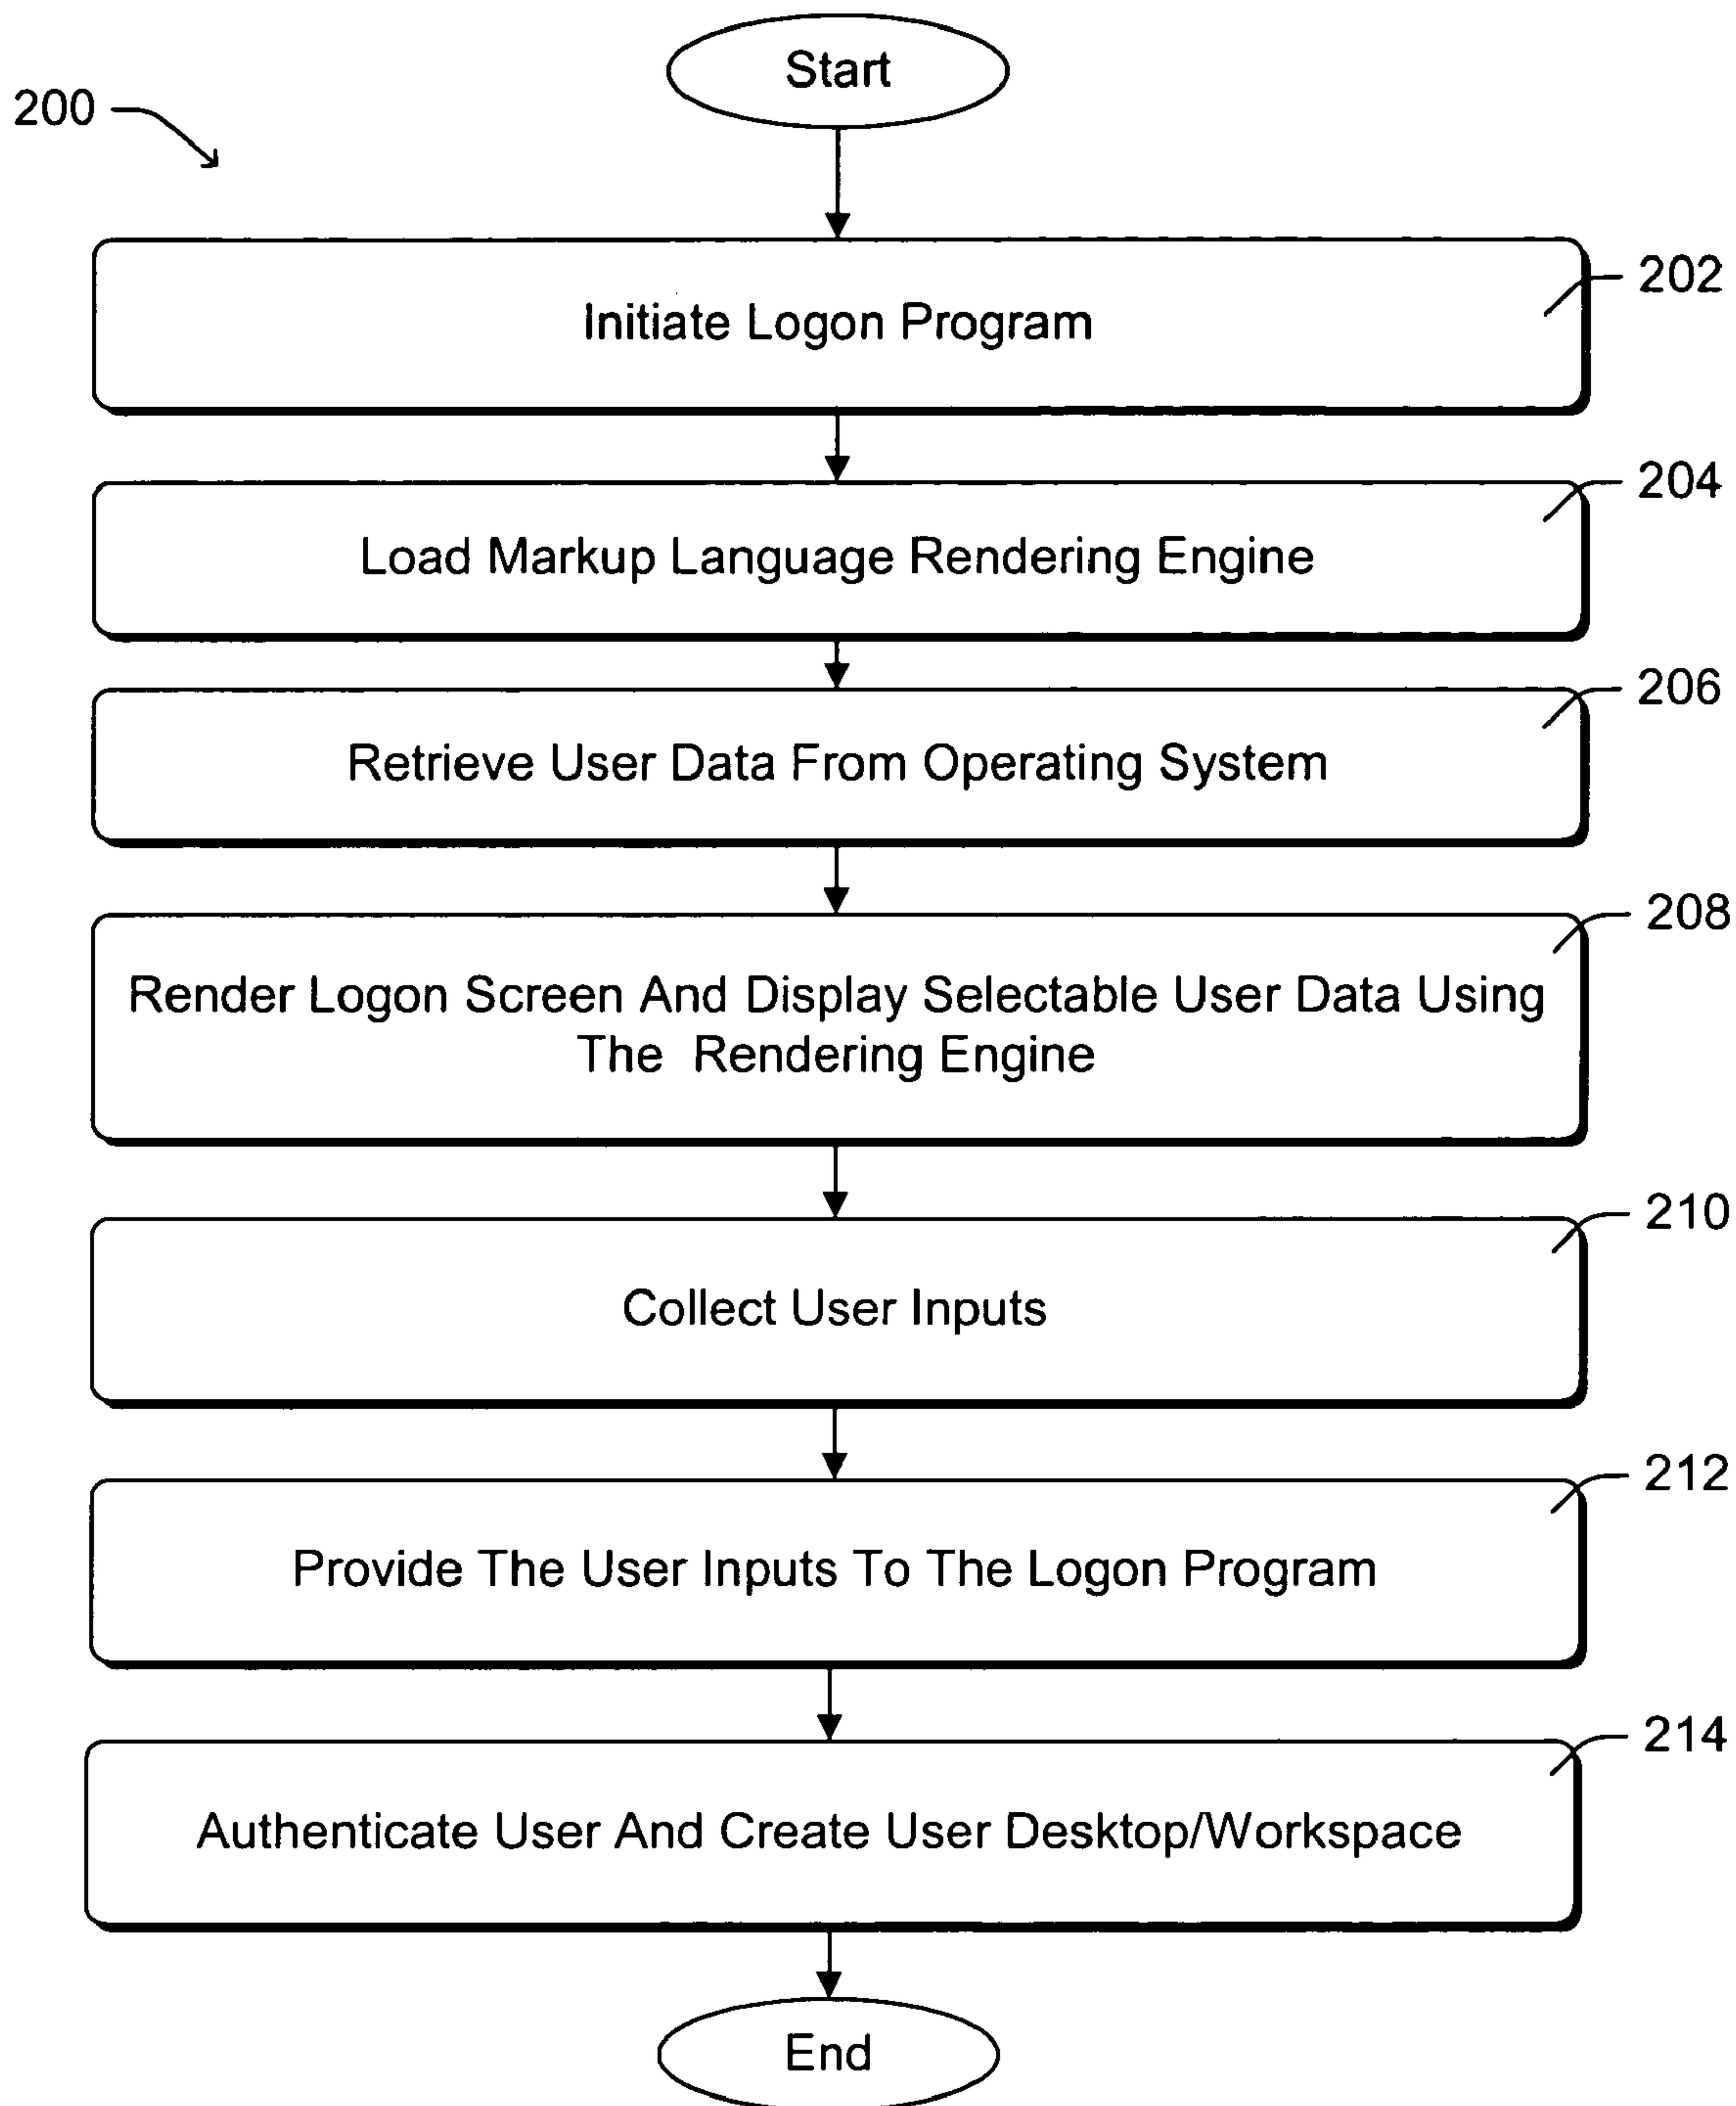 Start
200
Initiate Logon Program
202
Load Markup Language Rendering Engine
204
Retrieve User Data From Operating System
206
Render Logon Screen And Display Selectable User Data Using
The Rendering Engine
208
Collect User Inputs
210
Provide The User Inputs To The Logon Program
212
Authenticate User And Create User Desktop/Workspace
214
End